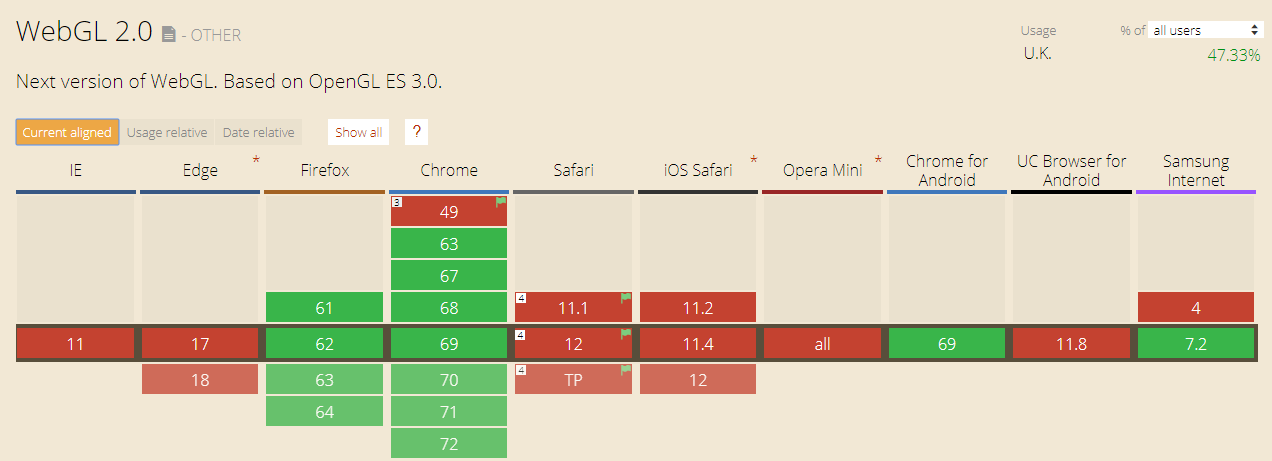 WebGL 2.0 - OTHER
Usage % of all users
U.K. 47.33%
Next version of WebGL. Based on OpenGL ES 3.0.
Current aligned Usage relative Date relative Show all ?
IE Edge * Firefox Chrome Safari iOS Safari * Opera Mini * Chrome for Android UC Browser for Android Samsung Internet
3 49
63
67
61 68 4 11.1 11.2 4
11 17 62 69 4 12 11.4 all 69 11.8 7.2
18 63 70 4 TP 12
64 71
72